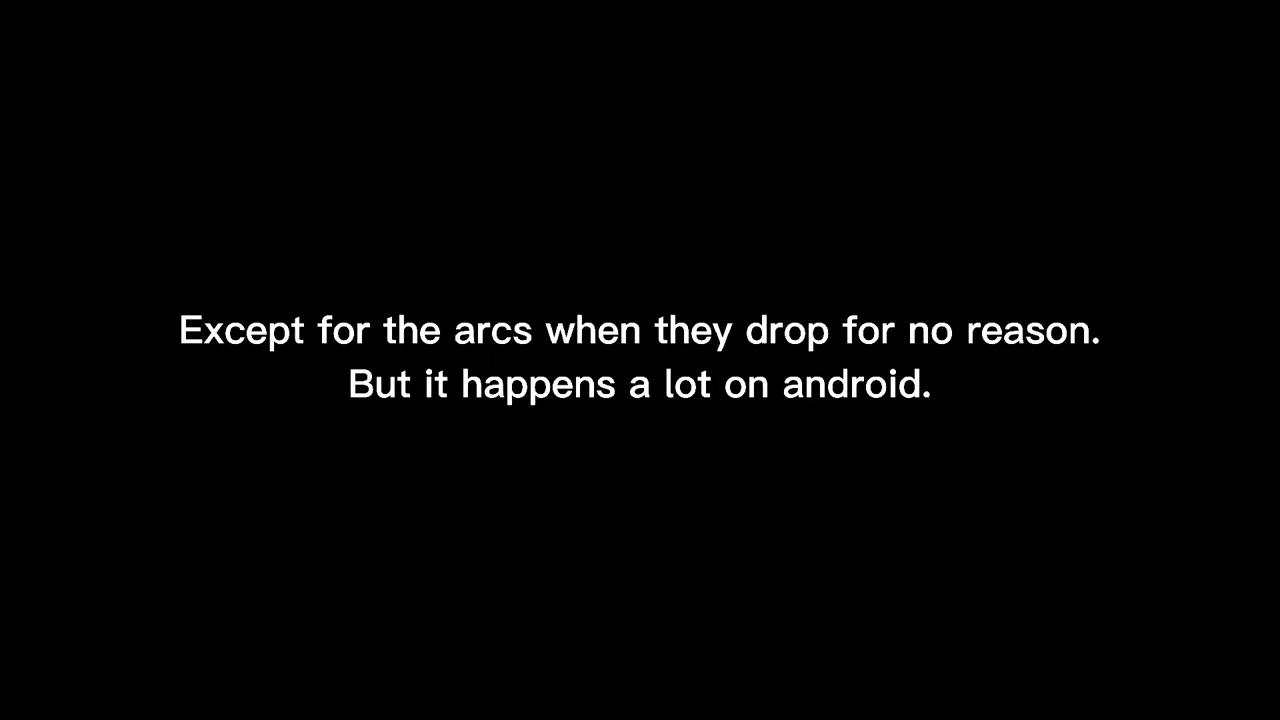 Except for the arcs when they drop for no reason.
But it happens a lot on android.